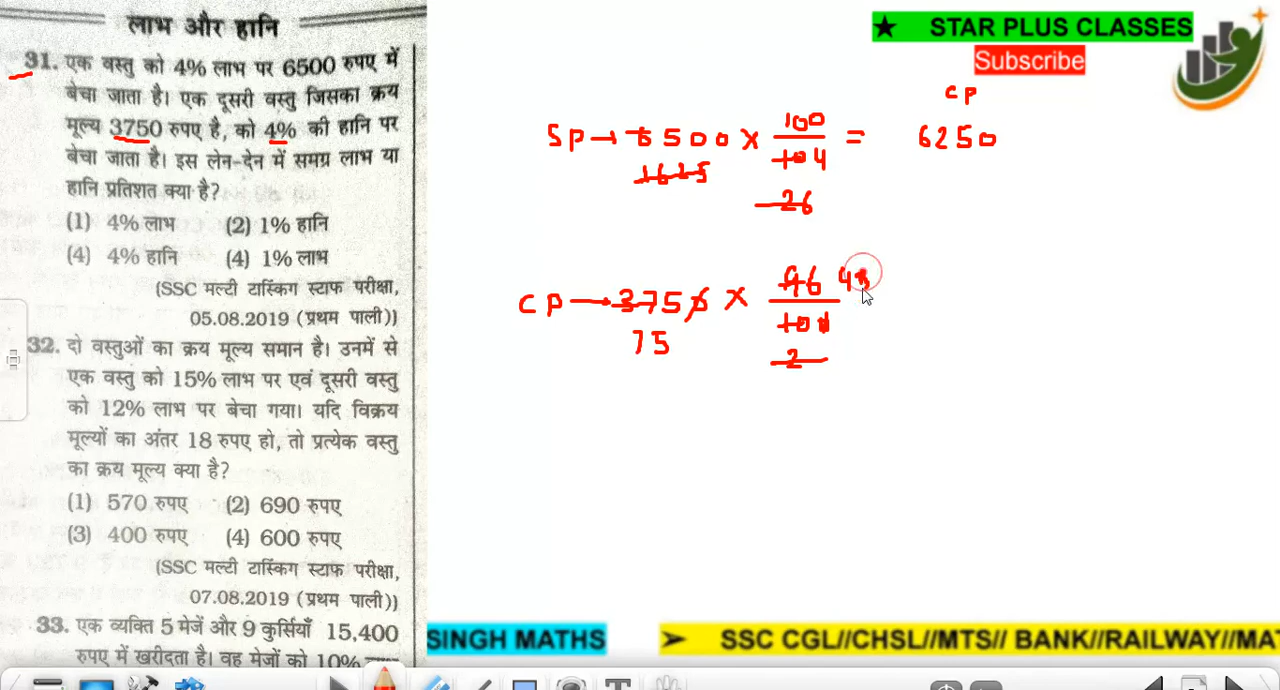 लाभ और हानि
31. एक वस्तु को 4% लाभ पर 6500 रुपए में
बेचा जाता है। एक दूसरी वस्तु जिसका क्रय
मूल्य 3750 रुपए है, को 4% की हानि पर
बेचा जाता है। इस लेन-देन में समग्र लाभ या
हानि प्रतिशत क्या है?
(1) 4% लाभ (2) 1% हानि
(4) 4% हानि (4) 1% लाभ
(SSC मल्टी टास्किंग स्टाफ परीक्षा,
05.08.2019 (प्रथम पाली)]
32. दो वस्तुओं का क्रय मूल्य समान है। उनमें से
एक वस्तु को 15% लाभ पर एवं दूसरी वस्तु
को 12% लाभ पर बेचा गया। यदि विक्रय
मूल्यों का अंतर 18 रुपए हो, तो प्रत्येक वस्तु
का क्रय मूल्य क्या है?
(1) 570 रुपए (2) 690 रुपए
(3) 400 रुपए (4) 600 रुपए
(SSC मल्टी टास्किंग स्टाफ परीक्षा,
07.08.2019 (प्रथम पाली)]
33. एक व्यक्ति 5 मेजें और 9 कुर्सियाँ 15,400
रुपए में खरीदता है। वह मेजों को 10%
★ STAR PLUS CLASSES
Subscribe
CP
SP → 6500 × 100/104 = 6250
1625
26
CP → 3750 × 96/100
75
2
SINGH MATHS
➤ SSC CGL//CHSL//MTS// BANK//RAILWAY//MA